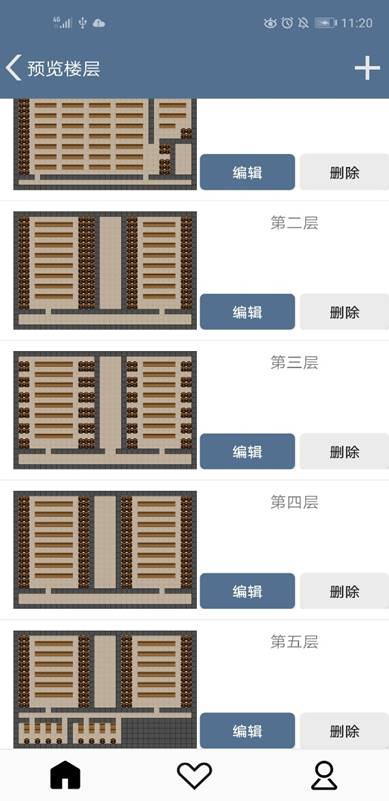 46
11:20
预览楼层
编辑 删除
第二层
编辑 删除
第三层
编辑 删除
第四层
编辑 删除
第五层
编辑 删除